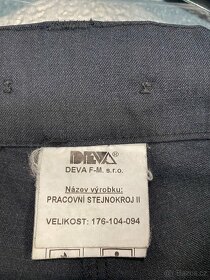 DEVA®
DEVA F-M. s.r.o.
Název výrobku:
PRACOVNÍ STEJNOKROJ II
VELIKOST: 176-104-094